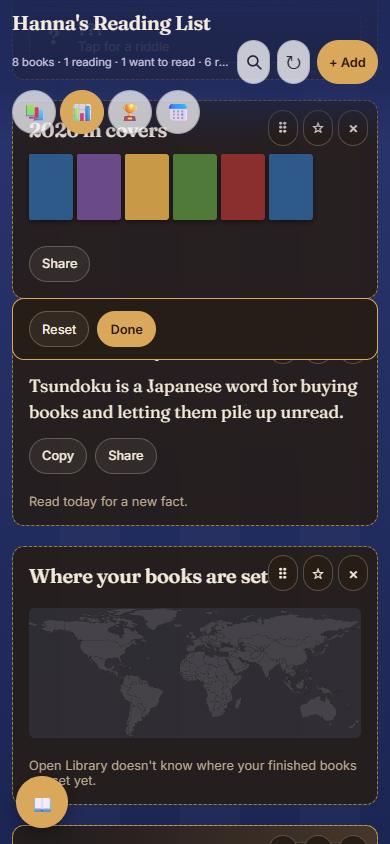 Hanna's Reading List
Tap for a riddle
8 books · 1 reading · 1 want to read · 6 r…
+ Add
2026 in covers
Share
Reset
Done
Tsundoku is a Japanese word for buying
books and letting them pile up unread.
Copy
Share
Read today for a new fact.
Where your books are set
Open Library doesn't know where your finished books
set yet.